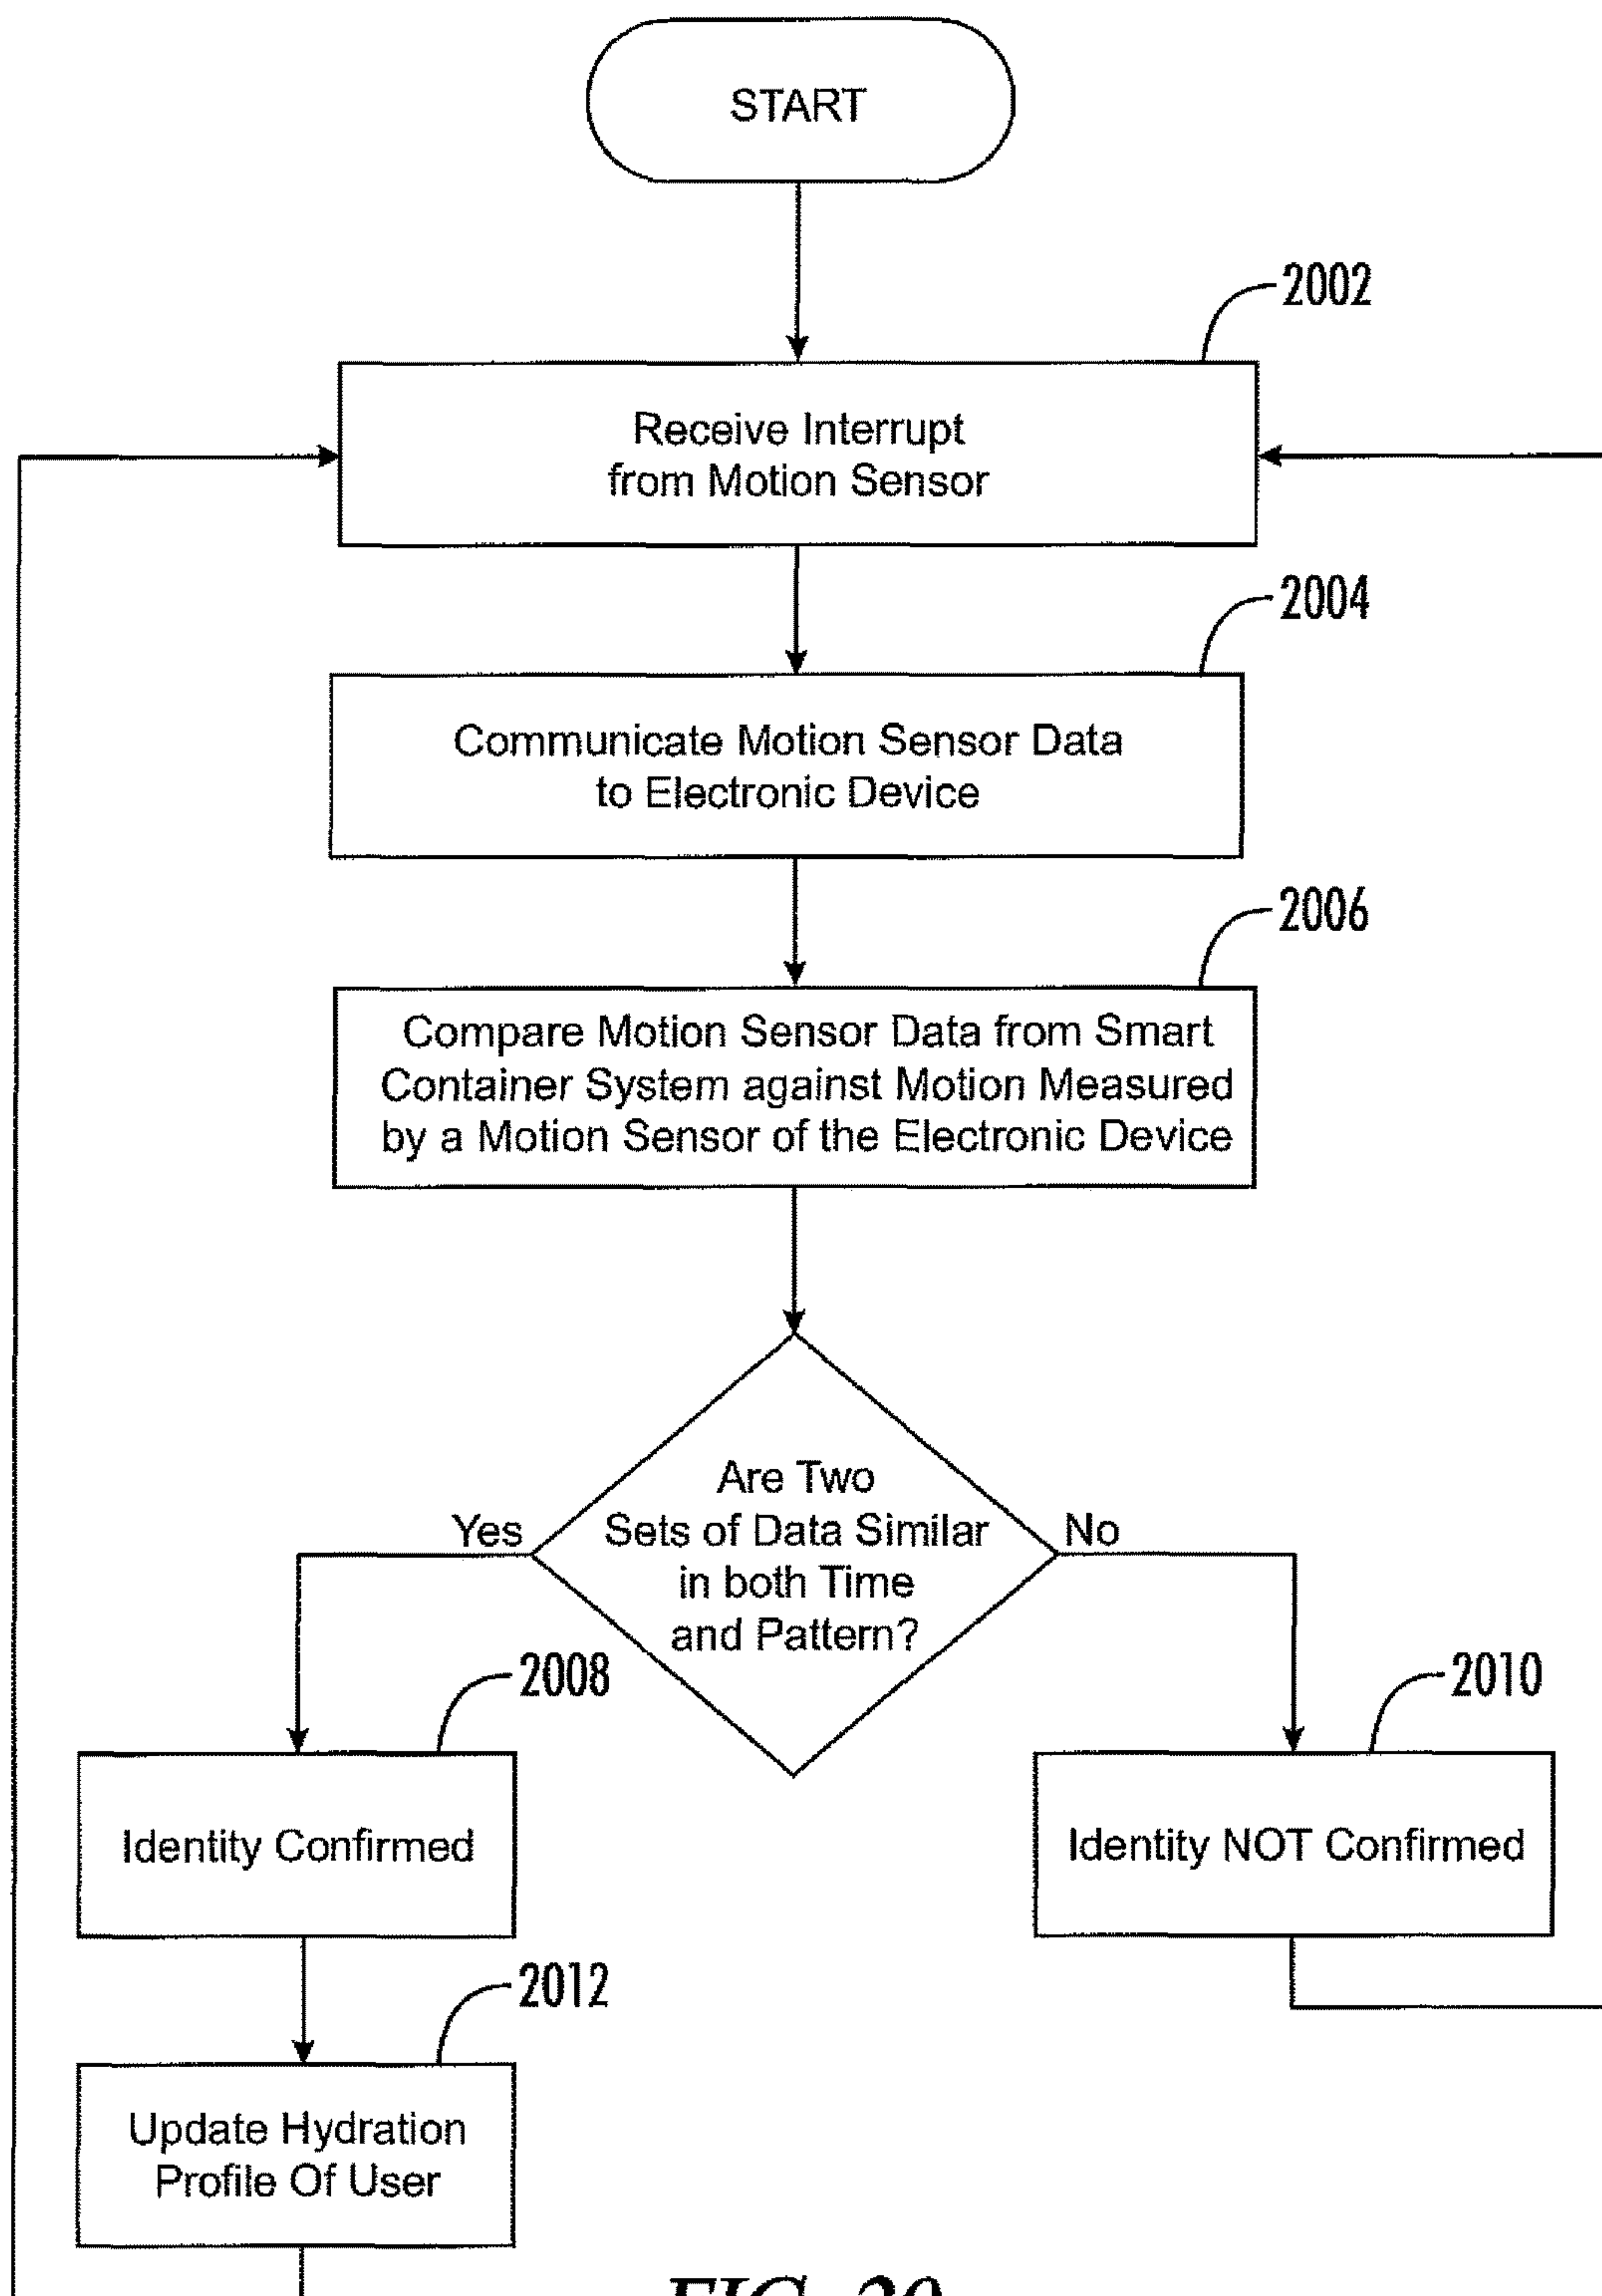 START
2002
Receive Interrupt
from Motion Sensor
2004
Communicate Motion Sensor Data
to Electronic Device
2006
Compare Motion Sensor Data from Smart
Container System against Motion Measured
by a Motion Sensor of the Electronic Device
Are Two
Sets of Data Similar
in both Time
and Pattern?
Yes
No
2008
2010
Identity Confirmed
Identity NOT Confirmed
2012
Update Hydration
Profile Of User
FIG. 20